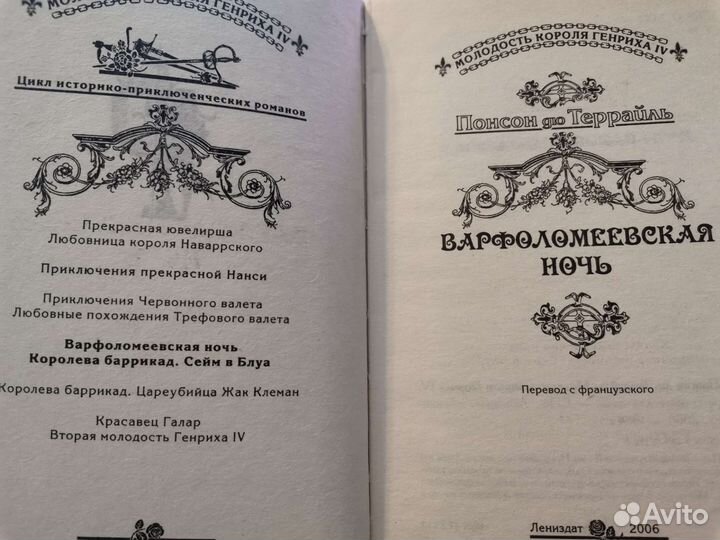 МОЛОДОСТЬ КОРОЛЯ ГЕНРИХА IV
Цикл историко-приключенческих романов
Прекрасная ювелирша
Любовница короля Наваррского
Приключения прекрасной Нанси
Приключения Червонного валета
Любовные похождения Трефового валета
Варфоломеевская ночь
Королева баррикад. Сейм в Блуа
Королева баррикад. Цареубийца Жак Клеман
Красавец Галар
Вторая молодость Генриха IV
МОЛОДОСТЬ КОРОЛЯ ГЕНРИХА IV
Понсон дю Террайль
ВАРФОЛОМЕЕВСКАЯ
НОЧЬ
Перевод с французского
Лениздат 2006
Avito